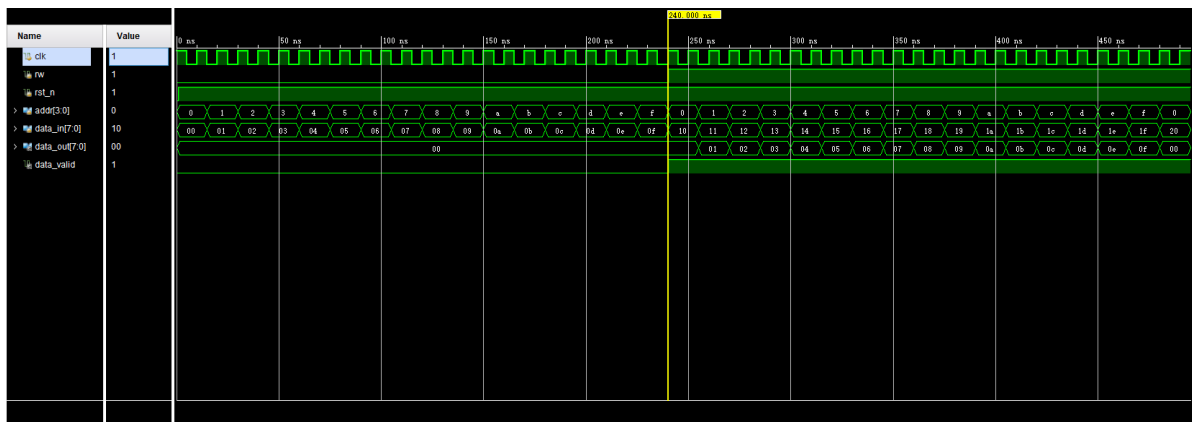 240.000 ns
Name Value
0 ns 50 ns 100 ns 150 ns 200 ns 250 ns 300 ns 350 ns 400 ns 450 ns
clk 1
rw 1
rst_n 1
addr[3:0] 0 0 1 2 3 4 5 6 7 8 9 a b c d e f 0 1 2 3 4 5 6 7 8 9 a b c d e f 0
data_in[7:0] 10 00 01 02 03 04 05 06 07 08 09 0a 0b 0c 0d 0e 0f 10 11 12 13 14 15 16 17 18 19 1a 1b 1c 1d 1e 1f 20
data_out[7:0] 00 00 01 02 03 04 05 06 07 08 09 0a 0b 0c 0d 0e 0f 00
data_valid 1